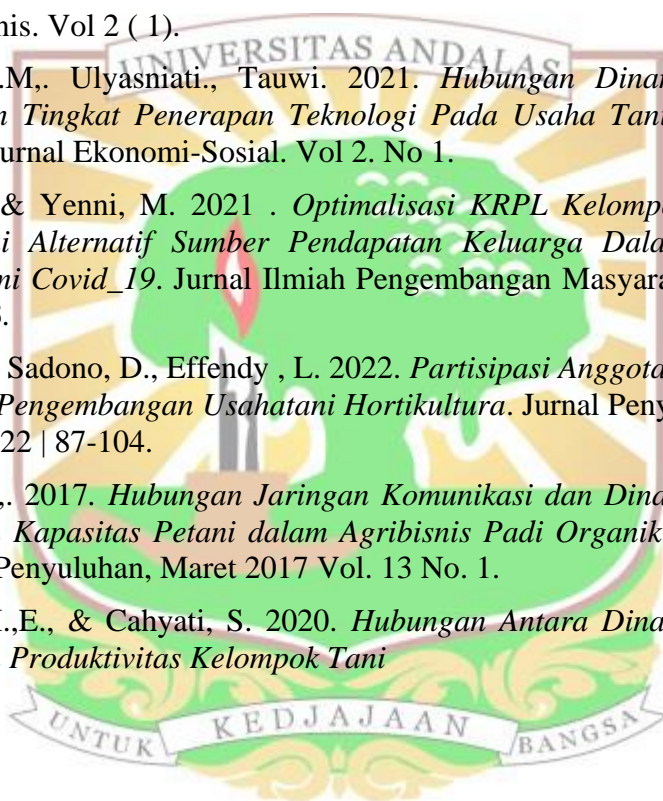 nis. Vol 2 ( 1).
UNIVERSITAS ANDALAS
.M,. Ulyasniati., Tauwi. 2021. Hubungan Dinar
n Tingkat Penerapan Teknologi Pada Usaha Tani
urnal Ekonomi-Sosial. Vol 2. No 1.
& Yenni, M. 2021 . Optimalisasi KRPL Kelompo
i Alternatif Sumber Pendapatan Keluarga Dala
ni Covid_19. Jurnal Ilmiah Pengembangan Masyara
Sadono, D., Effendy , L. 2022. Partisipasi Anggota
Pengembangan Usahatani Hortikultura. Jurnal Peny
22 | 87-104.
,. 2017. Hubungan Jaringan Komunikasi dan Dina
Kapasitas Petani dalam Agribisnis Padi Organik
Penyuluhan, Maret 2017 Vol. 13 No. 1.
.,E., & Cahyati, S. 2020. Hubungan Antara Dina
Produktivitas Kelompok Tani
UNTUK KEDJAJAAN BANGSA